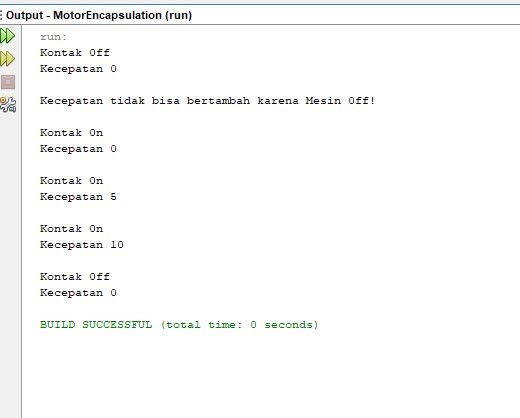 Output - MotorEncapsulation (run)
run:
Kontak Off
Kecepatan 0
Kecepatan tidak bisa bertambah karena Mesin Off!
Kontak On
Kecepatan 0
Kontak On
Kecepatan 5
Kontak On
Kecepatan 10
Kontak Off
Kecepatan 0
BUILD SUCCESSFUL (total time: 0 seconds)